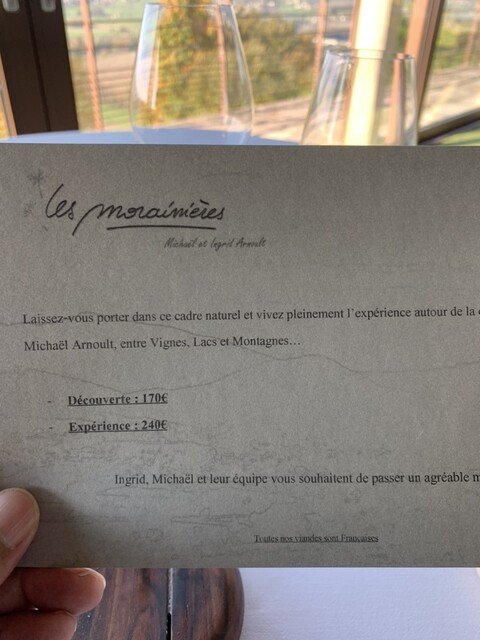 les morainières
Michaël et Ingrid Arnoult
Laissez-vous porter dans ce cadre naturel et vivez pleinement l'expérience autour de la
Michaël Arnoult, entre Vignes, Lacs et Montagnes…
- Découverte : 170€
- Expérience : 240€
Ingrid, Michaël et leur équipe vous souhaitent de passer un agréable
Toutes nos viandes sont Françaises